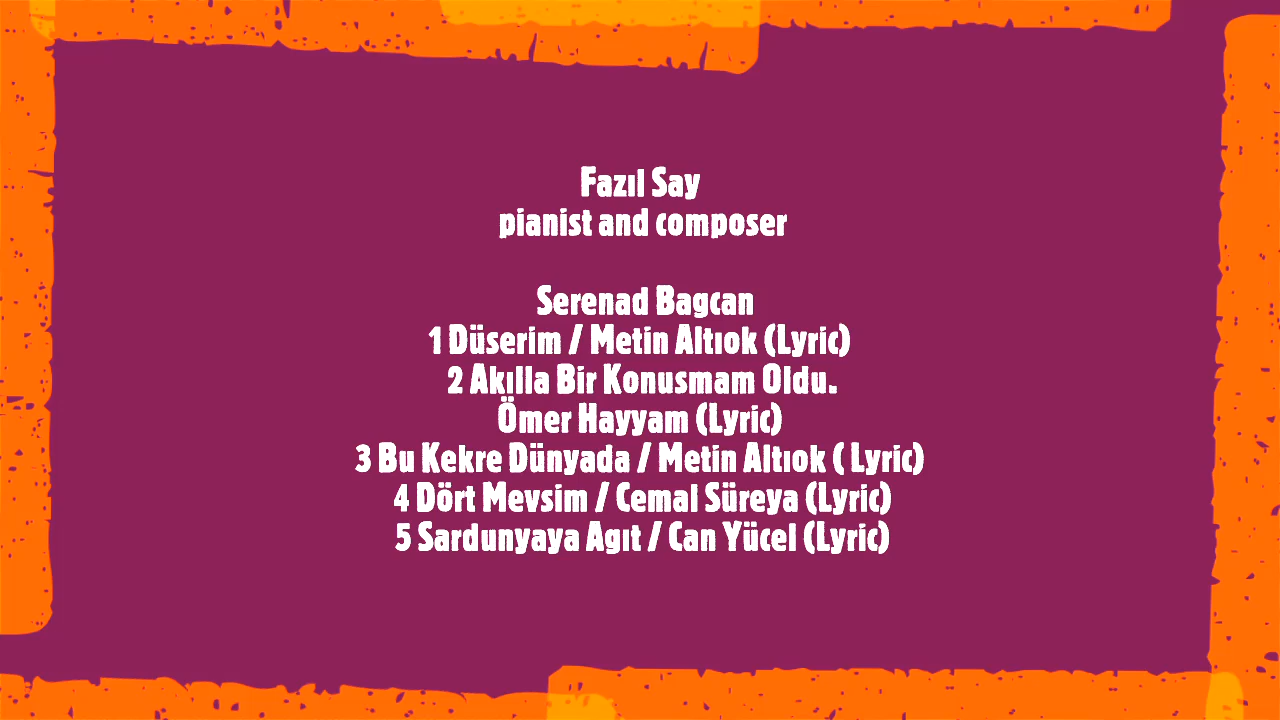 Fazıl Say
pianist and composer
Serenad Bagcan
1 Düserim / Metin Altıok (Lyric)
2 Akılla Bir Konusmam Oldu.
Ömer Hayyam (Lyric)
3 Bu Kekre Dünyada / Metin Altıok ( Lyric)
4 Dört Mevsim / Cemal Süreya (Lyric)
5 Sardunyaya Agıt / Can Yücel (Lyric)